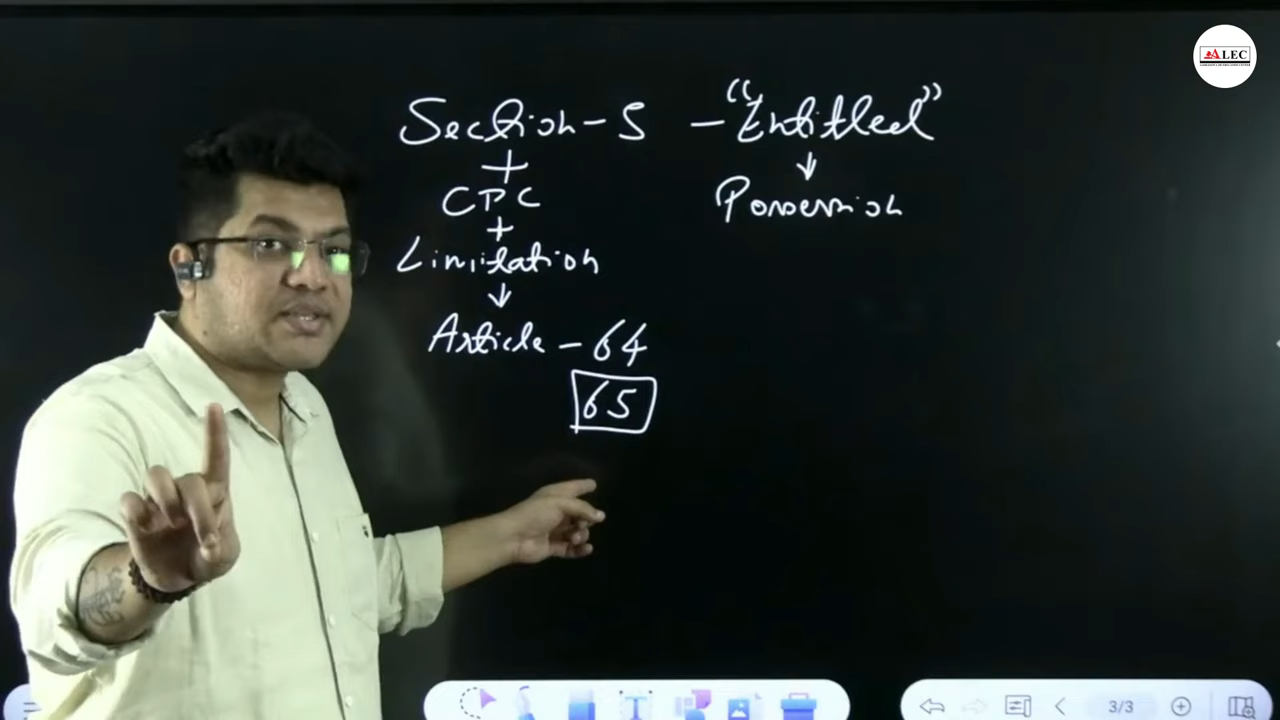 ALEC
Section - 5 - "Entitled"
↓
Possession
+
CPC
+
Limitation
↓
Article - 64
65
3/3